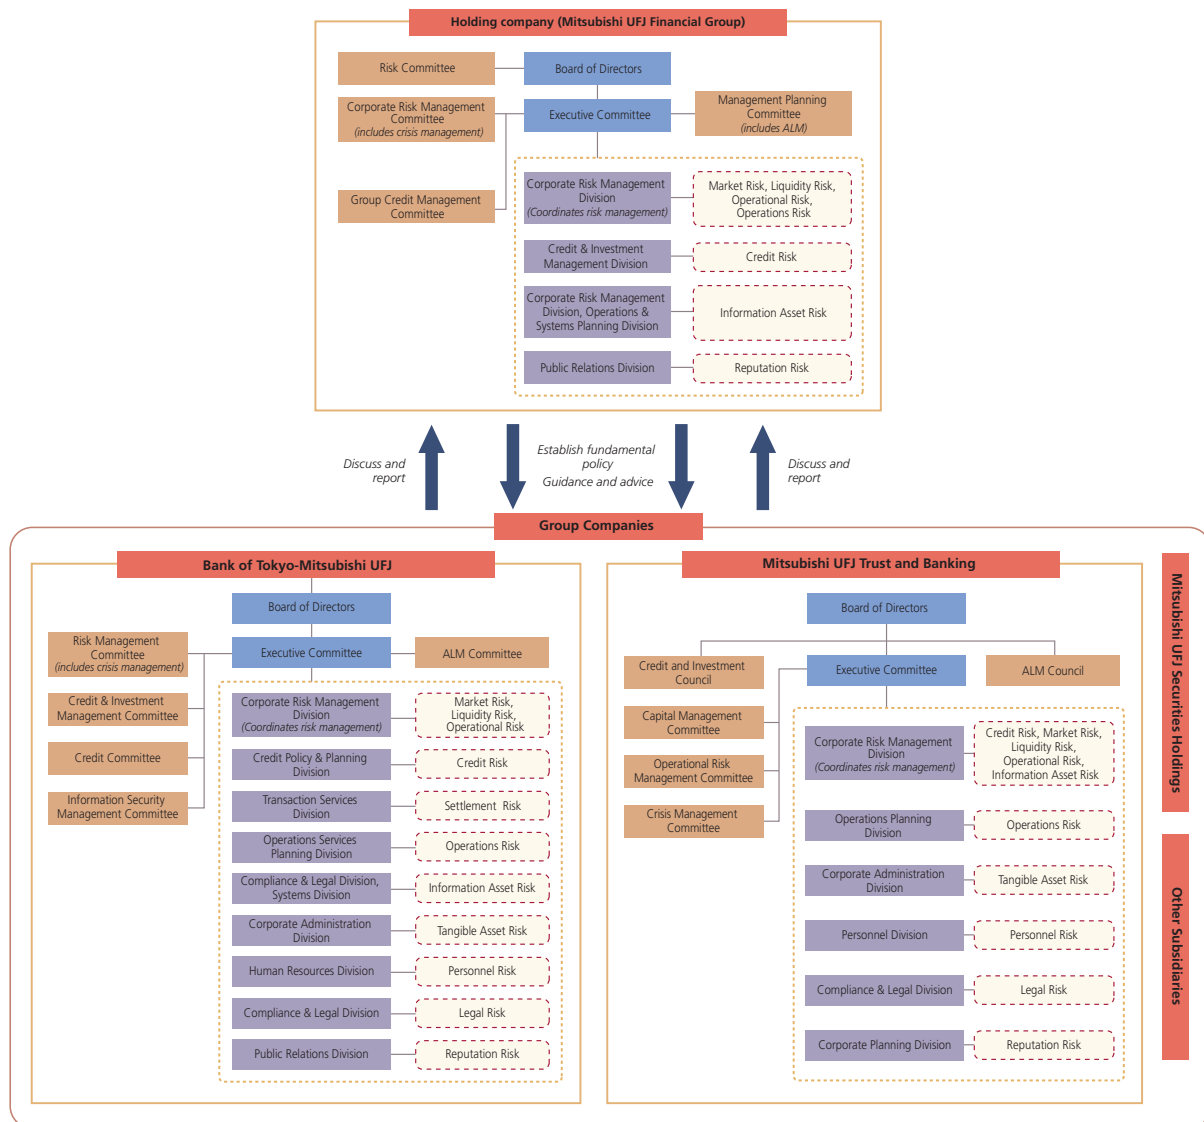 Holding company (Mitsubishi UFJ Financial Group)
Risk Committee
Board of Directors
Corporate Risk Management
Committee
(includes crisis management)
Executive Committee
Management Planning
Committee
(includes ALM)
Group Credit Management
Committee
Corporate Risk Management
Division
(Coordinates risk management)
Market Risk, Liquidity Risk,
Operational Risk,
Operations Risk
Credit & Investment
Management Division
Credit Risk
Corporate Risk Management
Division, Operations &
Systems Planning Division
Information Asset Risk
Public Relations Division
Reputation Risk
Discuss and
report
Establish fundamental
policy
Guidance and advice
Discuss and
report
Group Companies
Bank of Tokyo-Mitsubishi UFJ
Board of Directors
Risk Management
Committee
(includes crisis management)
Executive Committee
ALM Committee
Credit & Investment
Management Committee
Credit Committee
Information Security
Management Committee
Corporate Risk Management
Division
(Coordinates risk management)
Market Risk,
Liquidity Risk,
Operational Risk
Credit Policy & Planning
Division
Credit Risk
Transaction Services
Division
Settlement Risk
Operations Services
Planning Division
Operations Risk
Compliance & Legal Division,
Systems Division
Information Asset Risk
Corporate Administration
Division
Tangible Asset Risk
Human Resources Division
Personnel Risk
Compliance & Legal Division
Legal Risk
Public Relations Division
Reputation Risk
Mitsubishi UFJ Trust and Banking
Board of Directors
Credit and Investment
Council
Executive Committee
ALM Council
Capital Management
Committee
Operational Risk
Management Committee
Crisis Management
Committee
Corporate Risk Management
Division
(Coordinates risk management)
Credit Risk, Market Risk,
Liquidity Risk,
Operational Risk,
Information Asset Risk
Operations Planning
Division
Operations Risk
Corporate Administration
Division
Tangible Asset Risk
Personnel Division
Personnel Risk
Compliance & Legal Division
Legal Risk
Corporate Planning Division
Reputation Risk
Mitsubishi UFJ Securities Holdings
Other Subsidiaries